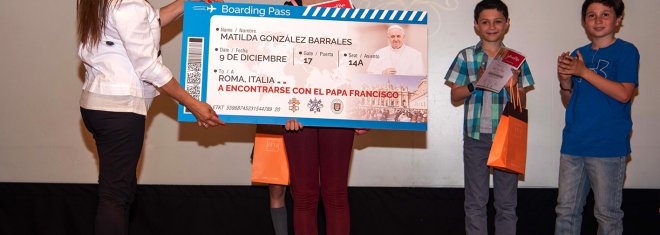 Boarding Pass
Name / Nombre
MATILDA GONZÁLEZ BARRALES
Date / Fecha
9 DE DICIEMBRE
Gate / Puerta
17
Seat / Asiento
14A
To / A
ROMA, ITALIA
A ENCONTRARSE CON EL PAPA FRANCISCO